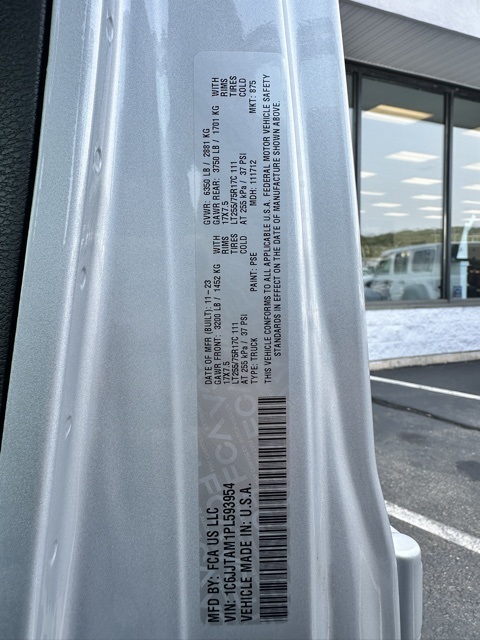 MFD BY: FCA US LLC
VIN: 1C6JJTAM1PL593954
VEHICLE MADE IN: U.S.A.
DATE OF MFR (BUILT): 11-23 GVWR: 6350 LB / 2881 KG
GAWR FRONT: 3200 LB / 1452 KG WITH GAWR REAR: 3750 LB / 1701 KG WITH
17X7.5 RIMS 17X7.5 RIMS
LT255/75R17C 111 TIRES LT255/75R17C 111 TIRES
AT 255 kPa / 37 PSI COLD AT 255 kPa / 37 PSI COLD
TYPE: TRUCK PAINT: PSE MDH: 111712 MKT: 875
THIS VEHICLE CONFORMS TO ALL APPLICABLE U.S.A. FEDERAL MOTOR VEHICLE SAFETY
STANDARDS IN EFFECT ON THE DATE OF MANUFACTURE SHOWN ABOVE.